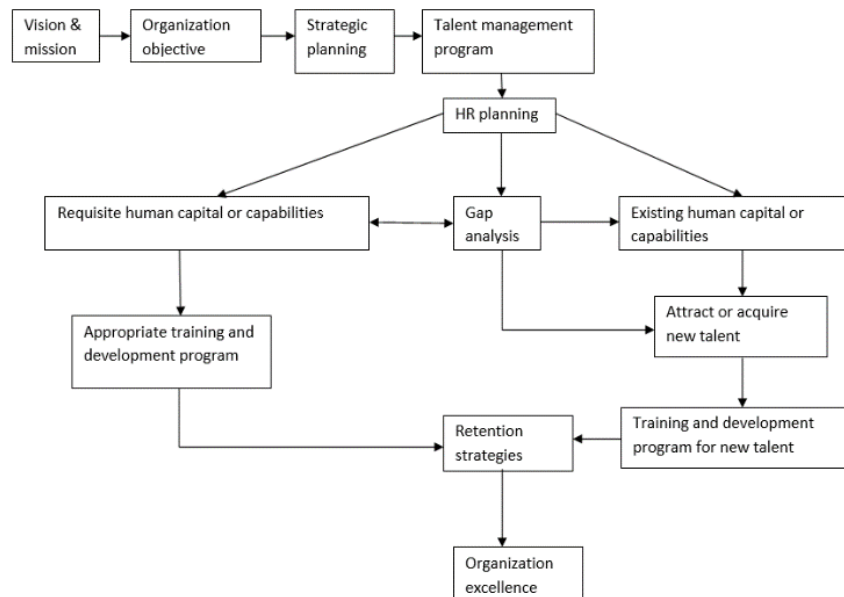 Vision &
mission
Organization
objective
Strategic
planning
Talent management
program
HR planning
Requisite human capital or capabilities
Gap
analysis
Existing human capital or
capabilities
Attract or acquire
new talent
Appropriate training and
development program
Training and development
program for new talent
Retention
strategies
Organization
excellence